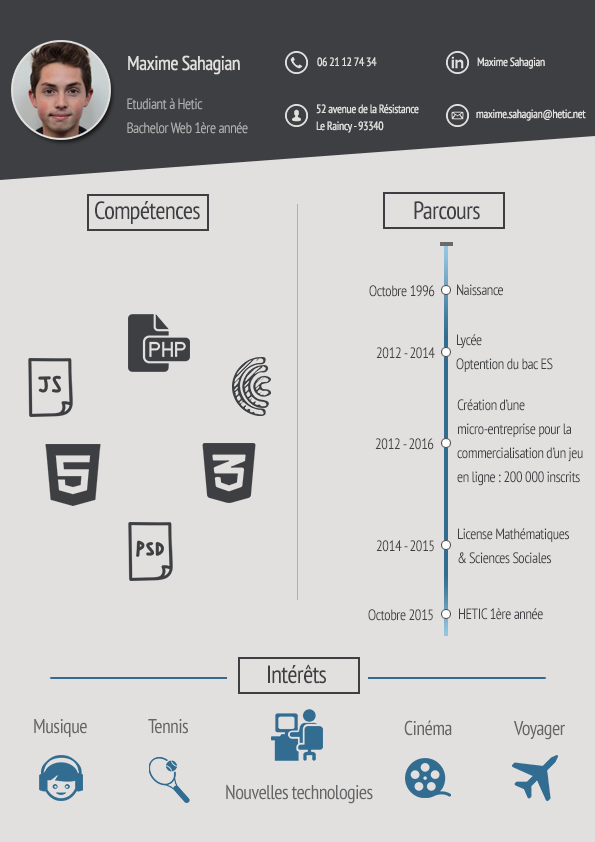 Maxime Sahagian
Etudiant à Hetic
Bachelor Web 1ère année
06 21 12 74 34
52 avenue de la Résistance
Le Raincy - 93340
in
Maxime Sahagian
maxime.sahagian@hetic.net
Compétences
PHP
JS
5
3
PSD
Parcours
Octobre 1996
Naissance
2012 - 2014
Lycée
Optention du bac ES
2012 - 2016
Création d'une
micro-entreprise pour la
commercialisation d'un jeu
en ligne : 200 000 inscrits
2014 - 2015
License Mathématiques
& Sciences Sociales
Octobre 2015
HETIC 1ère année
Intérêts
Musique
Tennis
Nouvelles technologies
Cinéma
Voyager